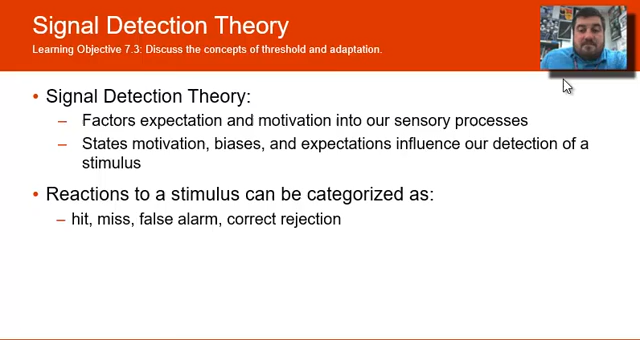 Signal Detection Theory
Learning Objective 7.3: Discuss the concepts of threshold and adaptation.
• Signal Detection Theory:
– Factors expectation and motivation into our sensory processes
– States motivation, biases, and expectations influence our detection of a
stimulus
• Reactions to a stimulus can be categorized as:
– hit, miss, false alarm, correct rejection